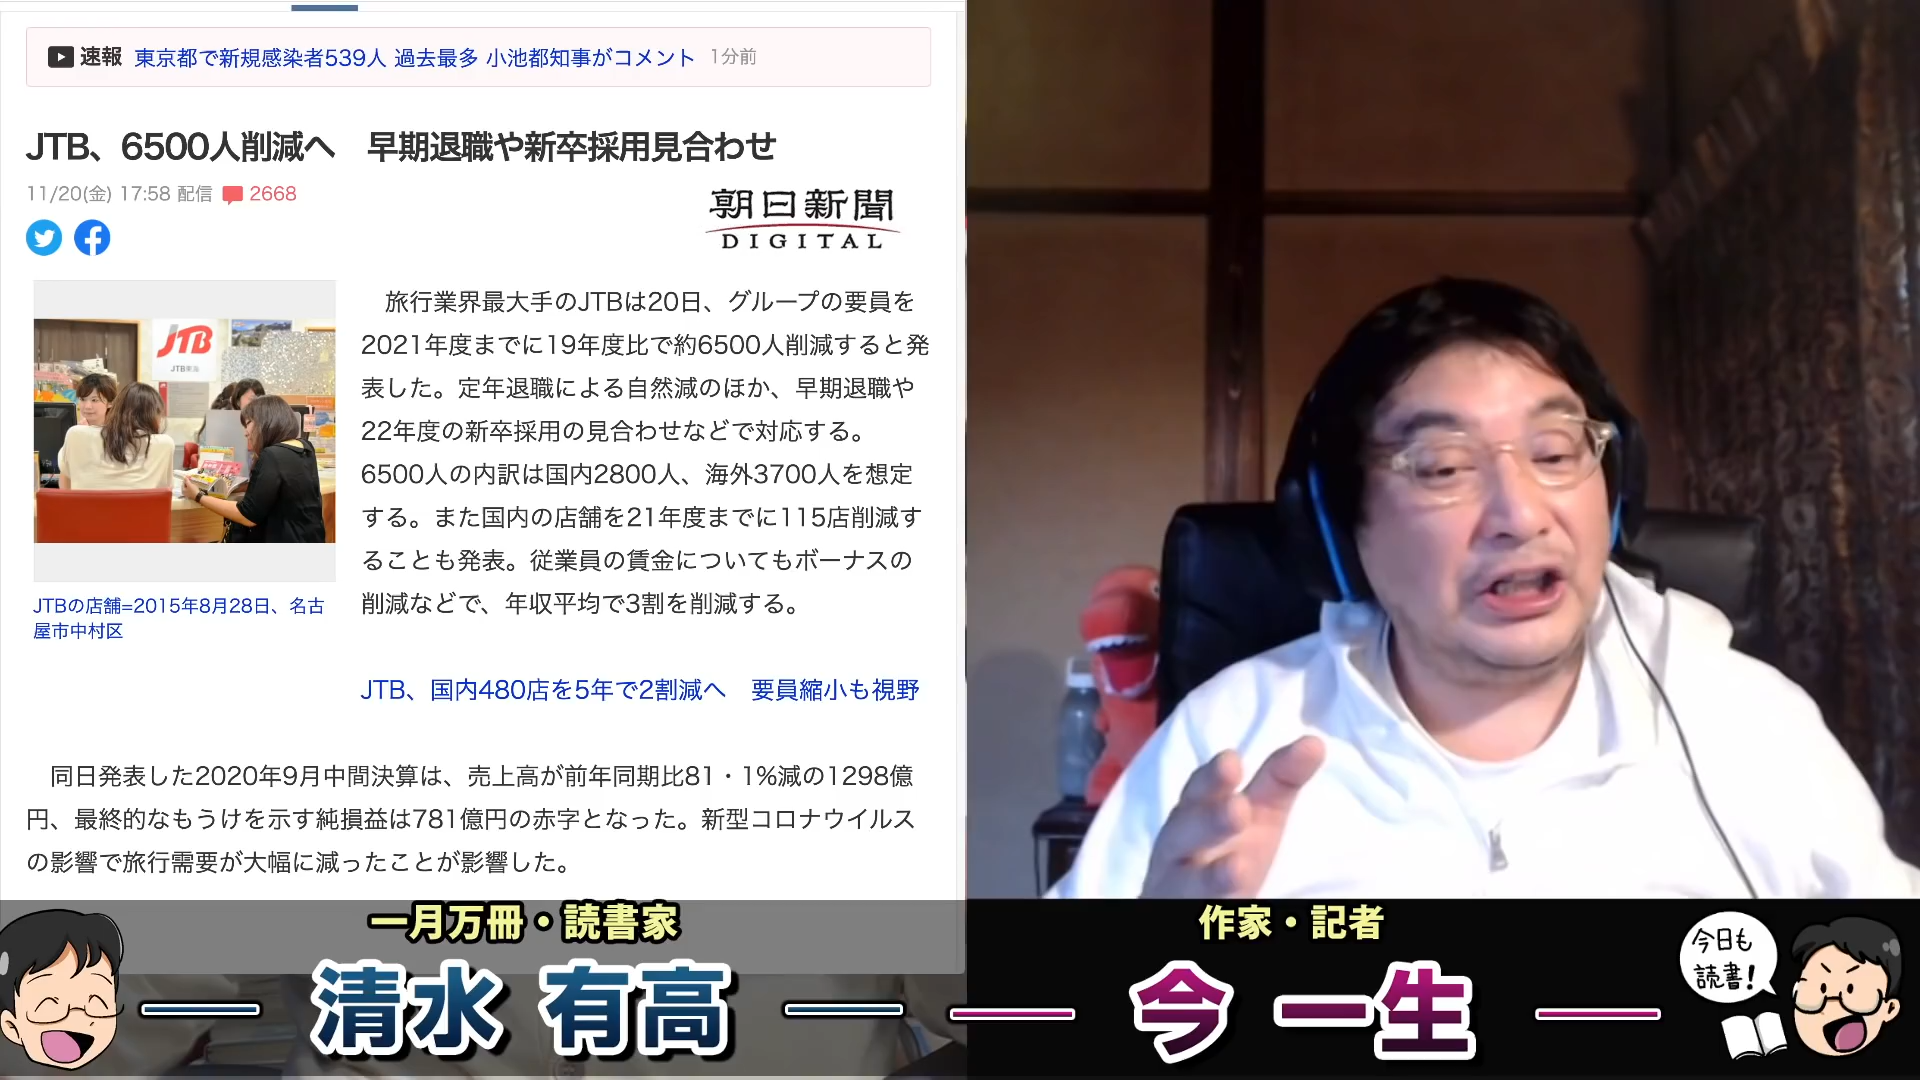 速報 東京都で新規感染者539人 過去最多 小池都知事がコメント 1分前
JTB、6500人削減へ 早期退職や新卒採用見合わせ
11/20(金) 17:58 配信 2668
朝日新聞
DIGITAL
JTB
JTB東海
JTBの店舗=2015年8月28日、名古
屋市中村区
旅行業界最大手のJTBは20日、グループの要員を
2021年度までに19年度比で約6500人削減すると発
表した。定年退職による自然減のほか、早期退職や
22年度の新卒採用の見合わせなどで対応する。
6500人の内訳は国内2800人、海外3700人を想定
する。また国内の店舗を21年度までに115店削減す
ることも発表。従業員の賃金についてもボーナスの
削減などで、年収平均で3割を削減する。
JTB、国内480店を5年で2割減へ 要員縮小も視野
同日発表した2020年9月中間決算は、売上高が前年同期比81・1%減の1298億
円、最終的なもうけを示す純損益は781億円の赤字となった。新型コロナウイルス
の影響で旅行需要が大幅に減ったことが影響した。
一月万冊・読書家
清水 有高
作家・記者
今 一生
今日も
読書!